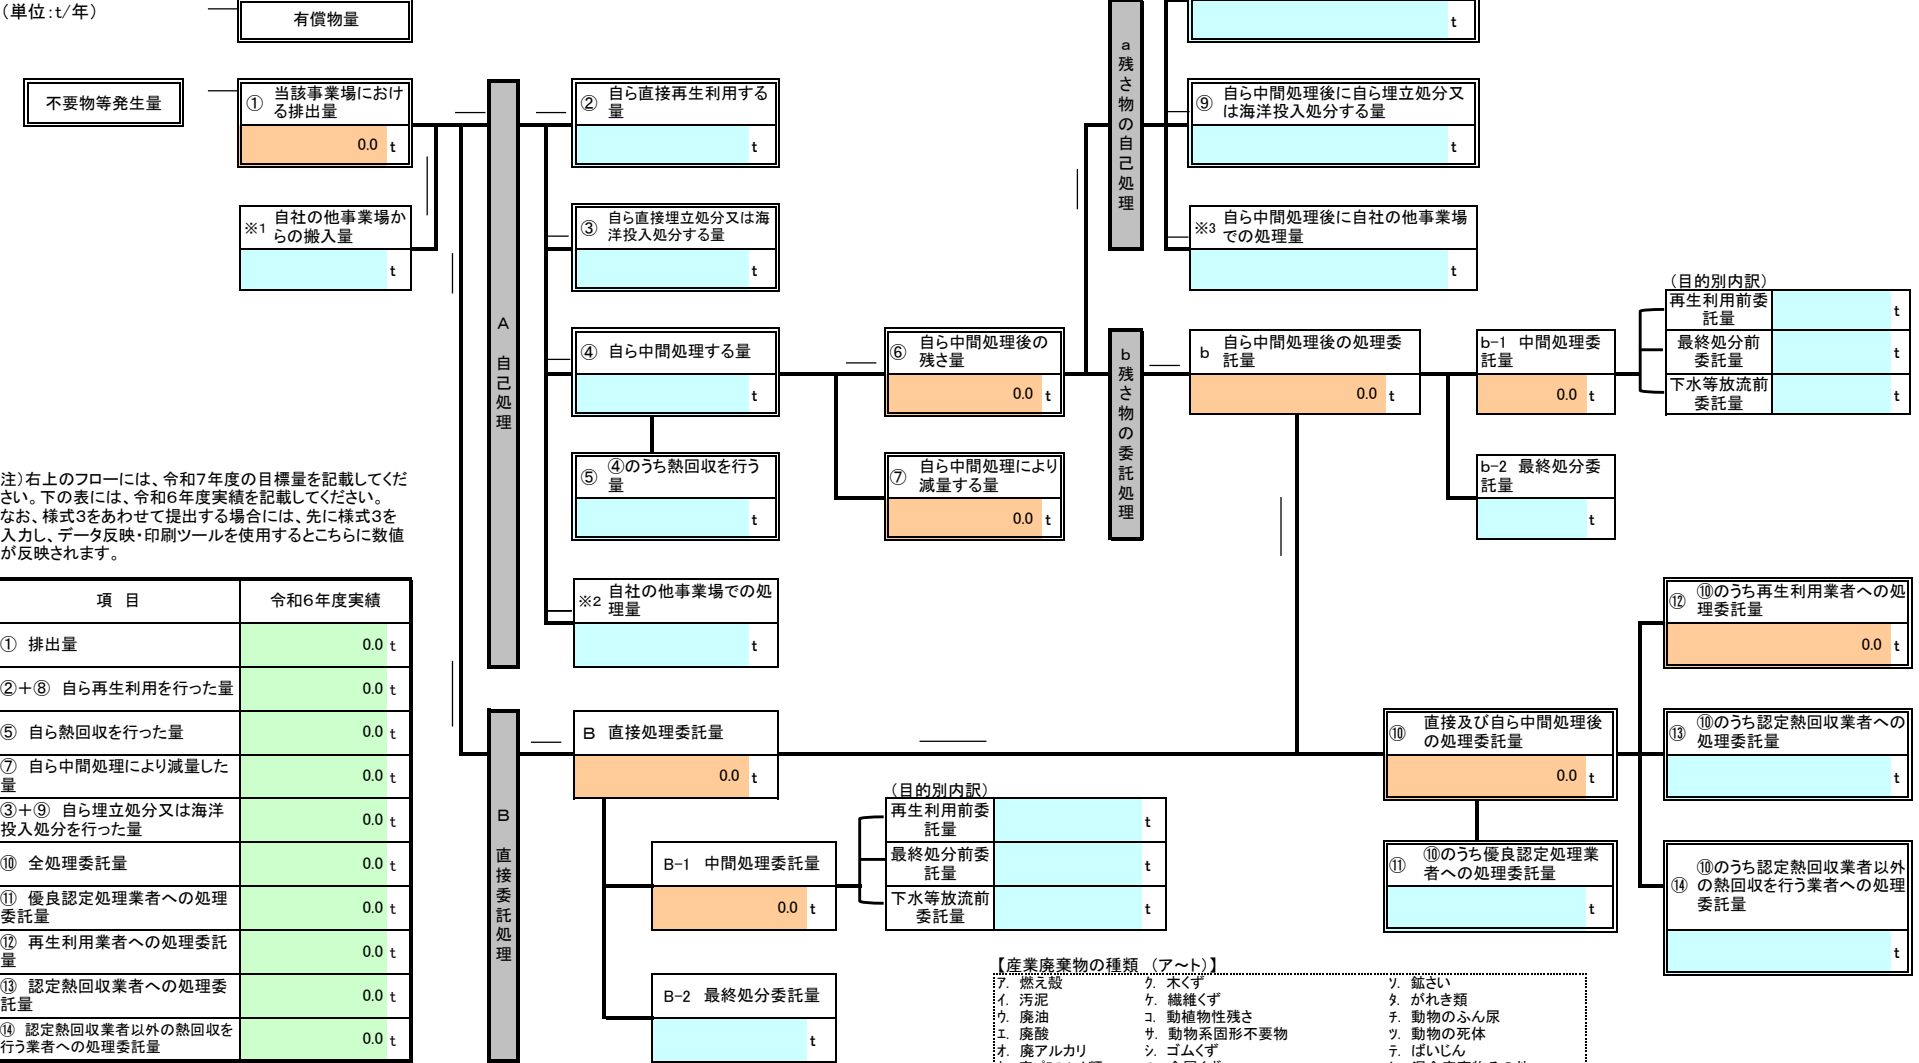 （単位：t/年）
有償物量
t
不要物等発生量
① 当該事業場におけ
る排出量
0.0 t
※1 自社の他事業場か
らの搬入量
t
A 自己処理
② 自ら直接再生利用する
量
t
③ 自ら直接埋立処分又は海
洋投入処分する量
t
④ 自ら中間処理する量
t
⑤ ④のうち熱回収を行う
量
t
※2 自社の他事業場での処
理量
t
⑥ 自ら中間処理後の
残さ量
0.0 t
⑦ 自ら中間処理により
減量する量
0.0 t
a 残さ物の自己処理
⑨ 自ら中間処理後に自ら埋立処分又
は海洋投入処分する量
t
※3 自ら中間処理後に自社の他事業場
での処理量
t
b 残さ物の委託処理
b 自ら中間処理後の処理委
託量
0.0 t
b-1 中間処理委
託量
0.0 t
b-2 最終処分委
託量
t
（目的別内訳）
再生利用前委
託量
t
最終処分前
委託量
t
下水等放流前
委託量
t
注）右上のフローには、令和7年度の目標量を記載してくだ
さい。下の表には、令和6年度実績を記載してください。
なお、様式3をあわせて提出する場合には、先に様式3を
入力し、データ反映・印刷ツールを使用するとこちらに数値
が反映されます。
項 目 令和6年度実績
① 排出量 0.0 t
②＋⑧ 自ら再生利用を行った量 0.0 t
⑤ 自ら熱回収を行った量 0.0 t
⑦ 自ら中間処理により減量した
量 0.0 t
③＋⑨ 自ら埋立処分又は海洋
投入処分を行った量 0.0 t
⑩ 全処理委託量 0.0 t
⑪ 優良認定処理業者への処理
委託量 0.0 t
⑫ 再生利用業者への処理委託
量 0.0 t
⑬ 認定熱回収業者への処理委
託量 0.0 t
⑭ 認定熱回収業者以外の熱回収を
行う業者への処理委託量 0.0 t
B 直接委託処理
B 直接処理委託量
0.0 t
B-1 中間処理委託量
0.0 t
B-2 最終処分委託量
t
（目的別内訳）
再生利用前委
託量
t
最終処分前委
託量
t
下水等放流前
委託量
t
⑩ 直接及び自ら中間処理後
の処理委託量
0.0 t
⑪ ⑩のうち優良認定処理業
者への処理委託量
t
⑫ ⑩のうち再生利用業者への処
理委託量
0.0 t
⑬ ⑩のうち認定熱回収業者への
処理委託量
t
⑭ ⑩のうち認定熱回収業者以外
の熱回収を行う業者への処理
委託量
t
【産業廃棄物の種類 （ア～ト）】
ア. 燃え殻 ク. 木くず ソ. 鉱さい
イ. 汚泥 ケ. 繊維くず タ. がれき類
ウ. 廃油 コ. 動植物性残さ チ. 動物のふん尿
エ. 廃酸 サ. 動物系固形不要物 ツ. 動物の死体
オ. 廃アルカリ シ. ゴムくず テ. ばいじん